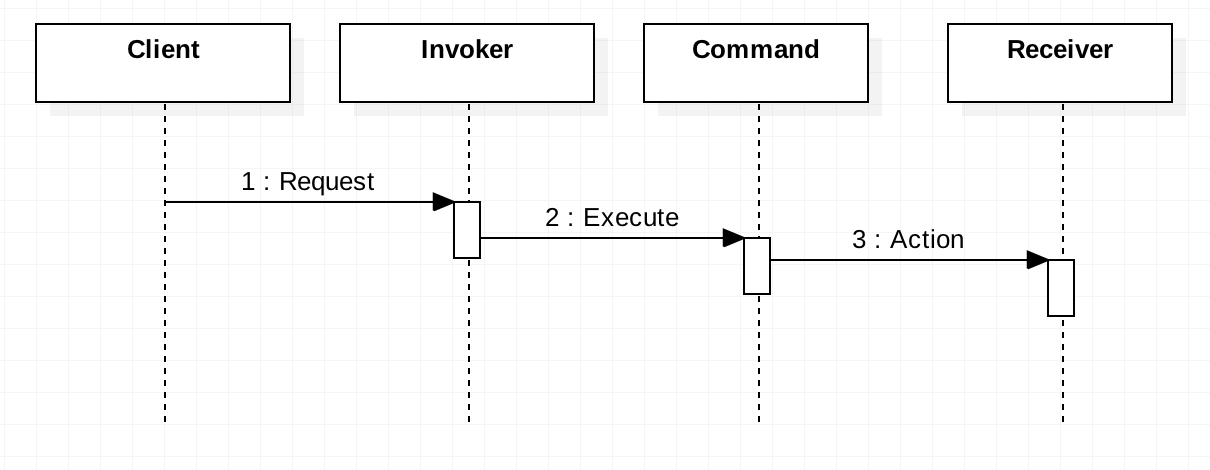 Client
Invoker
Command
Receiver
1 : Request
2 : Execute
3 : Action